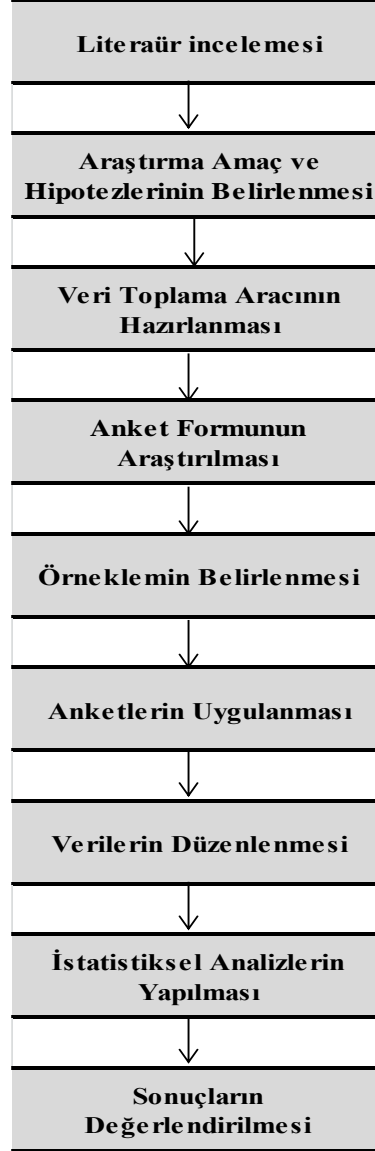 Literaür incelemesi
Araştırma Amaç ve
Hipotezlerinin Belirlenmesi
Veri Toplama Aracının
Hazırlanması
Anket Formunun
Araştırılması
Örneklemin Belirlenmesi
Anketlerin Uygulanması
Verilerin Düzenlenmesi
İstatistiksel Analizlerin
Yapılması
Sonuçların
Değerlendirilmesi